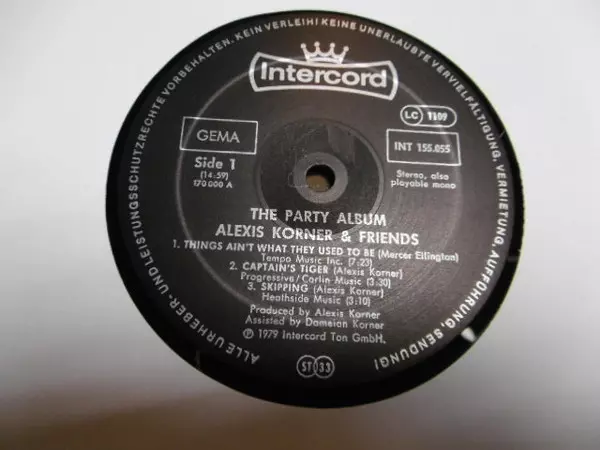 ALLE URHEBER- UND LEISTUNGSSCHUTZRECHTE VORBEHALTEN. KEIN VERLEIH! KEINE UNERLAUBTE VERVIELFÄLTIGUNG, VERMIETUNG, AUFFÜHRUNG, SENDUNG!
Intercord
LC 1109
GEMA
INT 155.055
Side 1
(14:59)
170 000 A
Stereo, also
playable mono
THE PARTY ALBUM
ALEXIS KORNER & FRIENDS
1. THINGS AIN'T WHAT THEY USED TO BE (Mercer Ellington)
Tempo Music Inc. (7:23)
2. CAPTAIN'S TIGER (Alexis Korner)
Progressive/Carlin Music (3:30)
3. SKIPPING (Alexis Korner)
Heathside Music (3:10)
Produced by Alexis Korner
Assisted by Dameian Korner
Ⓟ 1979 Intercord Ton GmbH.
ST 33